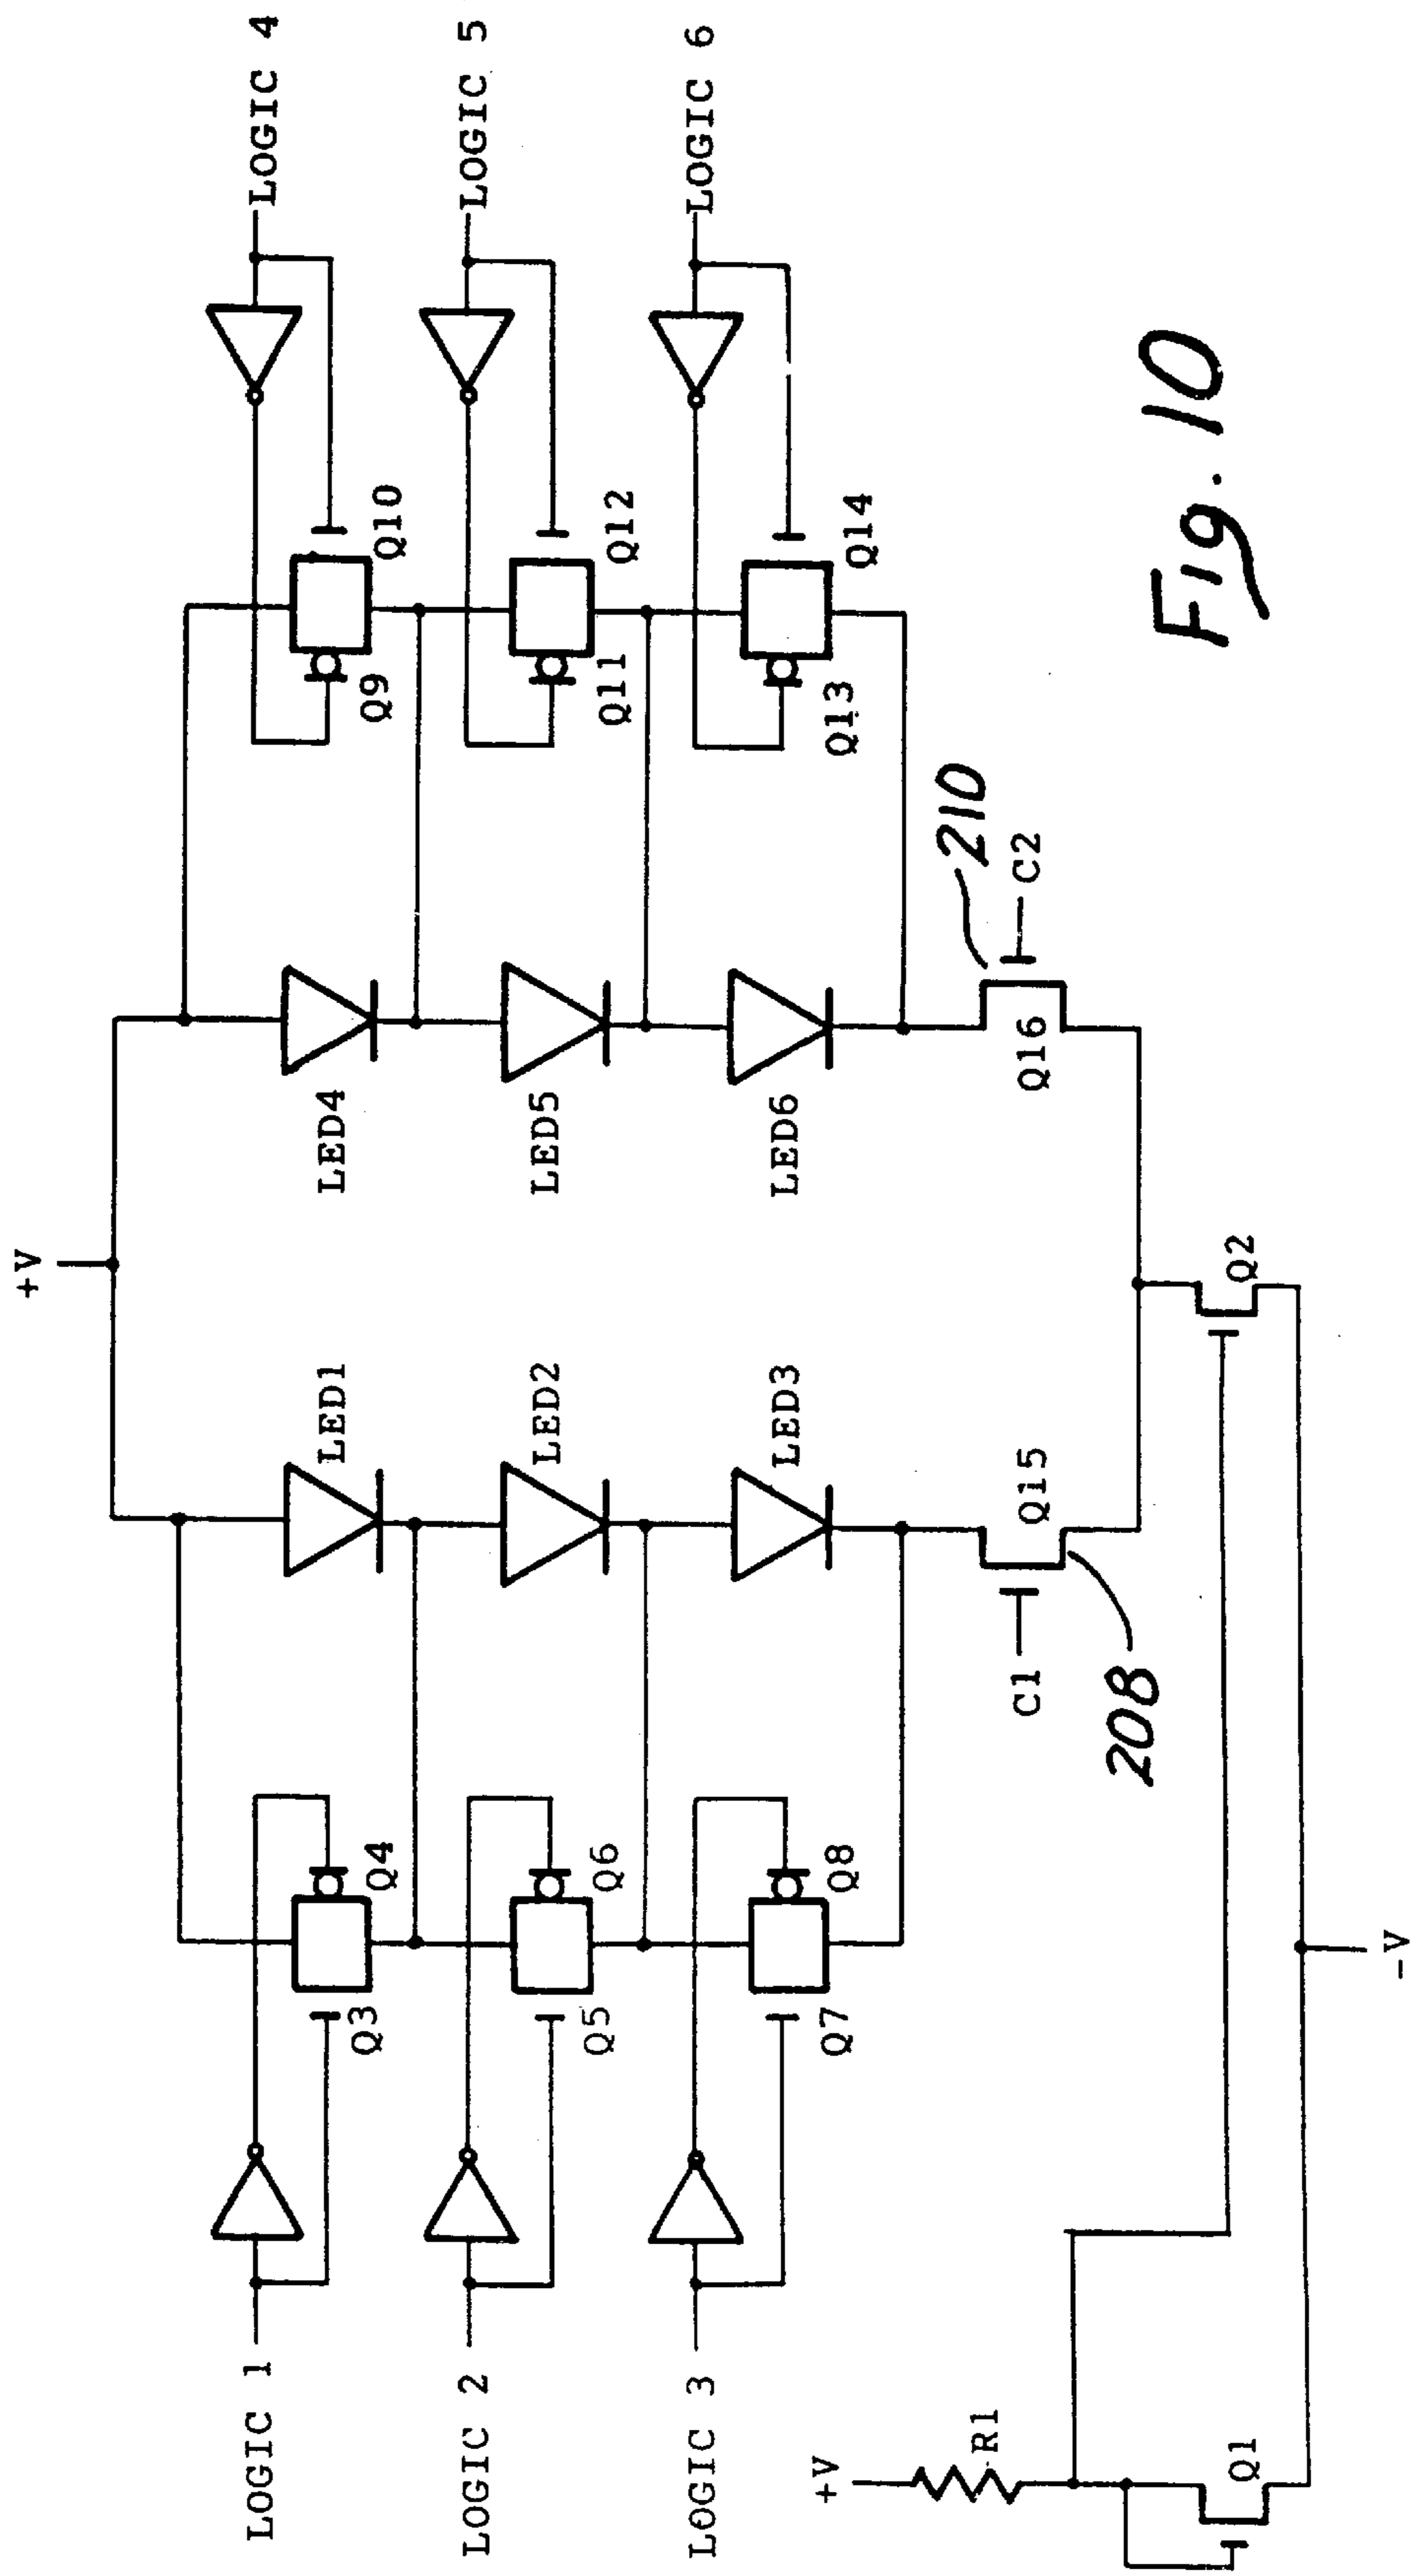 LOGIC 1
LOGIC 2
LOGIC 3
Q3
Q4
Q5
Q6
Q7
Q8
+V
LED1
LED2
LED3
LED4
LED5
LED6
Q9
Q10
Q11
Q12
Q13
Q14
LOGIC 4
LOGIC 5
LOGIC 6
C1
Q15
208
Q16
C2
210
+V
R1
Q1
Q2
-V
Fig. 10